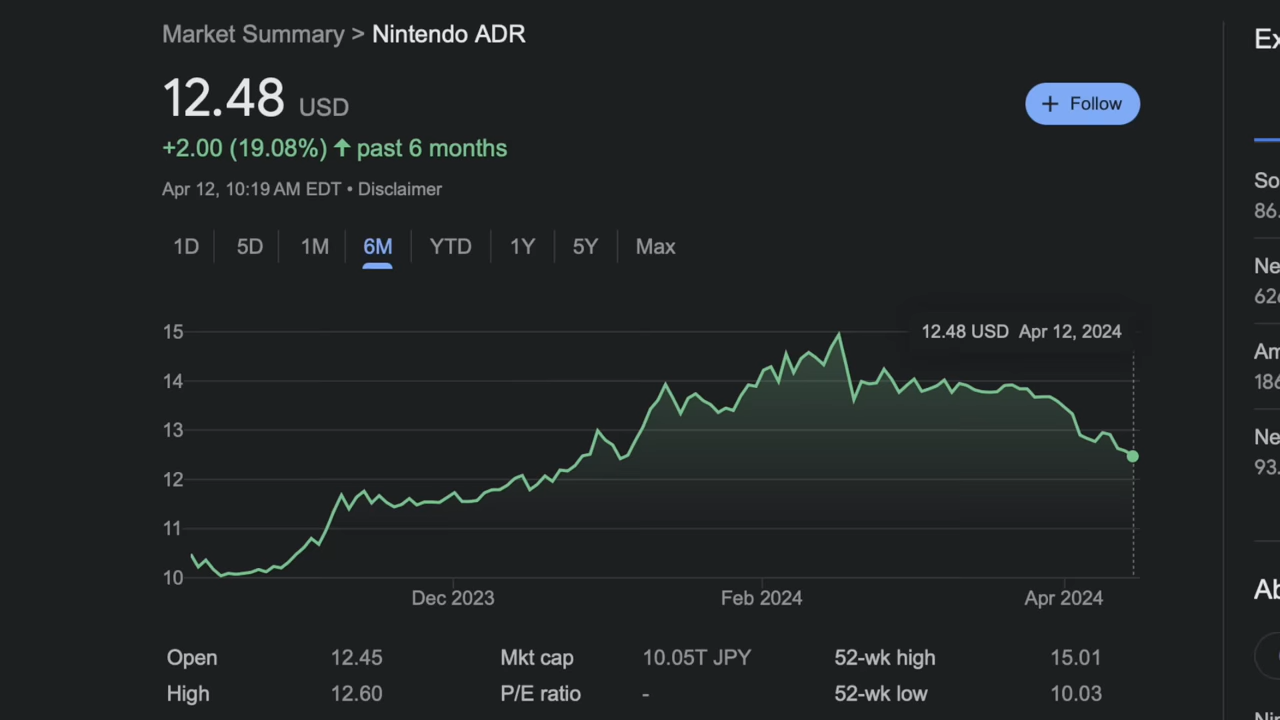 Market Summary > Nintendo ADR
12.48 USD
+ Follow
+2.00 (19.08%) ↑ past 6 months
Apr 12, 10:19 AM EDT • Disclaimer
1D 5D 1M 6M YTD 1Y 5Y Max
12.48 USD Apr 12, 2024
15
14
13
12
11
10
Dec 2023 Feb 2024 Apr 2024
Open 12.45 Mkt cap 10.05T JPY 52-wk high 15.01
High 12.60 P/E ratio - 52-wk low 10.03
86.
186
93.